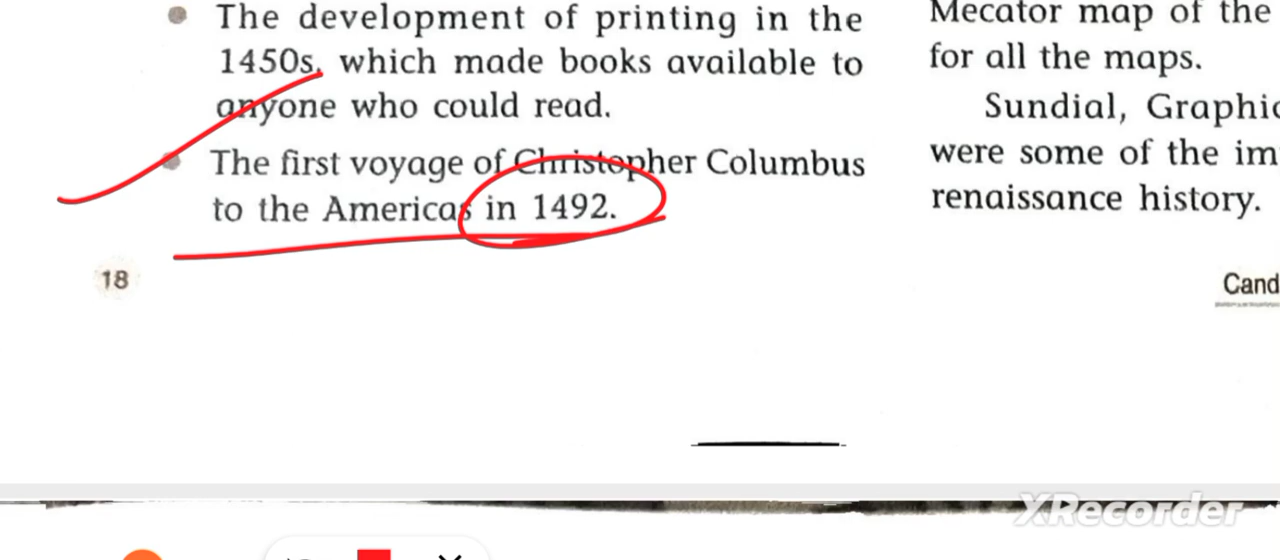 The development of printing in the
1450s, which made books available to
anyone who could read.
The first voyage of Christopher Columbus
to the Americas in 1492.
18
Mecator map of the
for all the maps.
Sundial, Graphic
were some of the im
renaissance history.
Cand
XRecorder